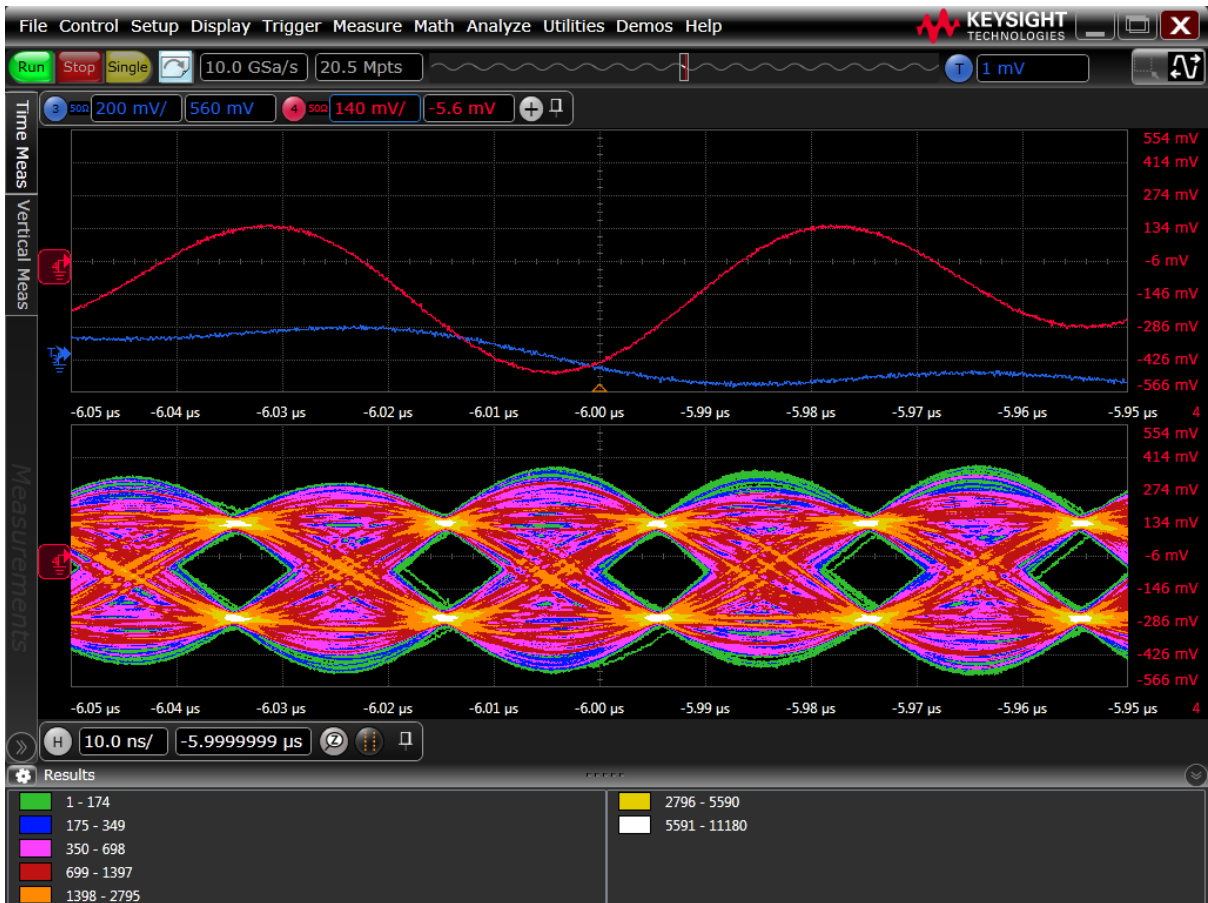 File Control Setup Display Trigger Measure Math Analyze Utilities Demos Help
KEYSIGHT
TECHNOLOGIES
X
Run Stop Single 10.0 GSa/s 20.5 Mpts T 1 mV
Time Meas
Vertical Meas
Measurements
3 50Ω 200 mV/ 560 mV 4 50Ω 140 mV/ -5.6 mV +
554 mV
414 mV
274 mV
134 mV
-6 mV
-146 mV
-286 mV
-426 mV
-566 mV
4
T
-6.05 µs -6.04 µs -6.03 µs -6.02 µs -6.01 µs -6.00 µs -5.99 µs -5.98 µs -5.97 µs -5.96 µs -5.95 µs 4
554 mV
414 mV
274 mV
134 mV
-6 mV
-146 mV
-286 mV
-426 mV
-566 mV
4
-6.05 µs -6.04 µs -6.03 µs -6.02 µs -6.01 µs -6.00 µs -5.99 µs -5.98 µs -5.97 µs -5.96 µs -5.95 µs 4
H 10.0 ns/ -5.9999999 µs Z
Results
1 - 174
175 - 349
350 - 698
699 - 1397
1398 - 2795
2796 - 5590
5591 - 11180